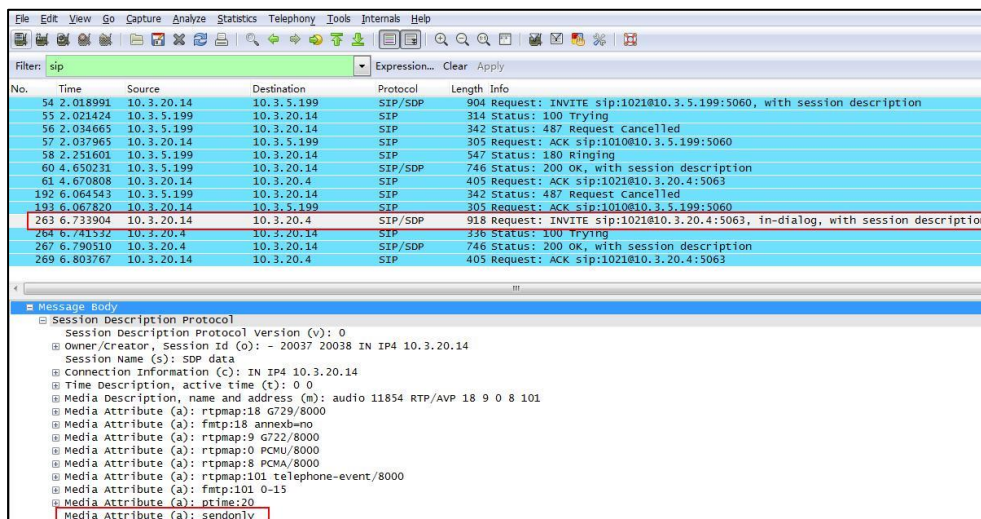 File Edit View Go Capture Analyze Statistics Telephony Tools Internals Help
Filter: sip Expression... Clear Apply
No. Time Source Destination Protocol Length Info
54 2.018991 10.3.20.14 10.3.5.199 SIP/SDP 904 Request: INVITE sip:1021@10.3.5.199:5060, with session description
55 2.021424 10.3.5.199 10.3.20.14 SIP 314 Status: 100 Trying
56 2.034665 10.3.5.199 10.3.20.14 SIP 342 Status: 487 Request Cancelled
57 2.037965 10.3.20.14 10.3.5.199 SIP 305 Request: ACK sip:1010@10.3.5.199:5060
58 2.251601 10.3.5.199 10.3.20.14 SIP 547 Status: 180 Ringing
60 4.650231 10.3.5.199 10.3.20.14 SIP/SDP 746 Status: 200 OK, with session description
61 4.670808 10.3.20.14 10.3.20.4 SIP 405 Request: ACK sip:1021@10.3.20.4:5063
192 6.064543 10.3.5.199 10.3.20.14 SIP 342 Status: 487 Request Cancelled
193 6.067820 10.3.20.14 10.3.5.199 SIP 305 Request: ACK sip:1010@10.3.5.199:5060
263 6.733904 10.3.20.14 10.3.20.4 SIP/SDP 918 Request: INVITE sip:1021@10.3.20.4:5063, in-dialog, with session description
264 6.741532 10.3.20.4 10.3.20.14 SIP 336 Status: 100 Trying
267 6.790510 10.3.20.4 10.3.20.14 SIP/SDP 746 Status: 200 OK, with session description
269 6.803767 10.3.20.14 10.3.20.4 SIP 405 Request: ACK sip:1021@10.3.20.4:5063
Message Body
Session Description Protocol
Session Description Protocol Version (v): 0
Owner/Creator, Session Id (o): - 20037 20038 IN IP4 10.3.20.14
Session Name (s): SDP data
Connection Information (c): IN IP4 10.3.20.14
Time Description, active time (t): 0 0
Media Description, name and address (m): audio 11854 RTP/AVP 18 9 0 8 101
Media Attribute (a): rtpmap:18 G729/8000
Media Attribute (a): fmtp:18 annexb=no
Media Attribute (a): rtpmap:9 G722/8000
Media Attribute (a): rtpmap:0 PCMU/8000
Media Attribute (a): rtpmap:8 PCMA/8000
Media Attribute (a): rtpmap:101 telephone-event/8000
Media Attribute (a): fmtp:101 0-15
Media Attribute (a): ptime:20
Media Attribute (a): sendonly